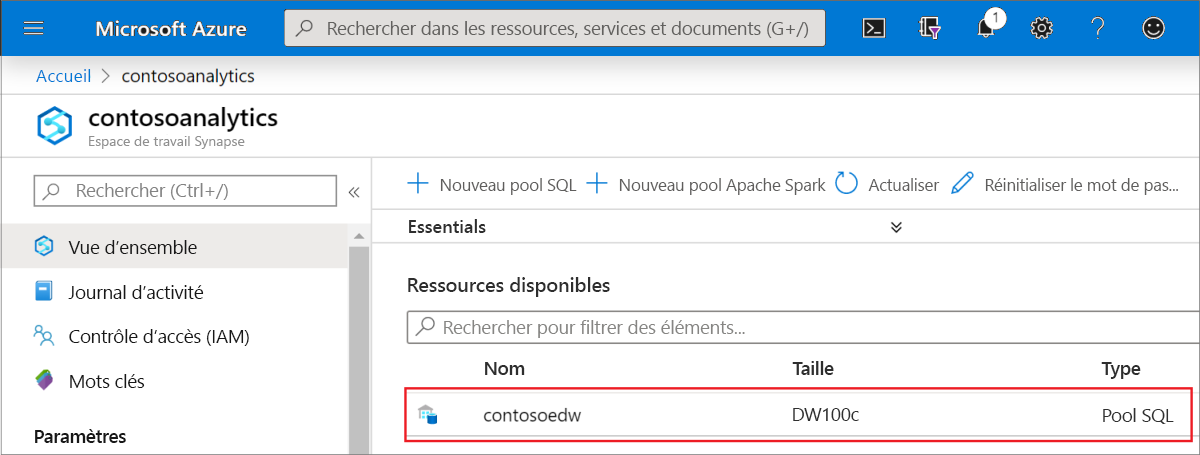 Microsoft Azure
Rechercher dans les ressources, services et documents (G+/)
1
Accueil > contosoanalytics
contosoanalytics
Espace de travail Synapse
Rechercher (Ctrl+/)
«
+ Nouveau pool SQL + Nouveau pool Apache Spark Actualiser Réinitialiser le mot de pas...
Essentials
Vue d’ensemble
Journal d’activité
Contrôle d’accès (IAM)
Mots clés
Paramètres
Ressources disponibles
Rechercher pour filtrer des éléments...
Nom Taille Type
contosoedw DW100c Pool SQL